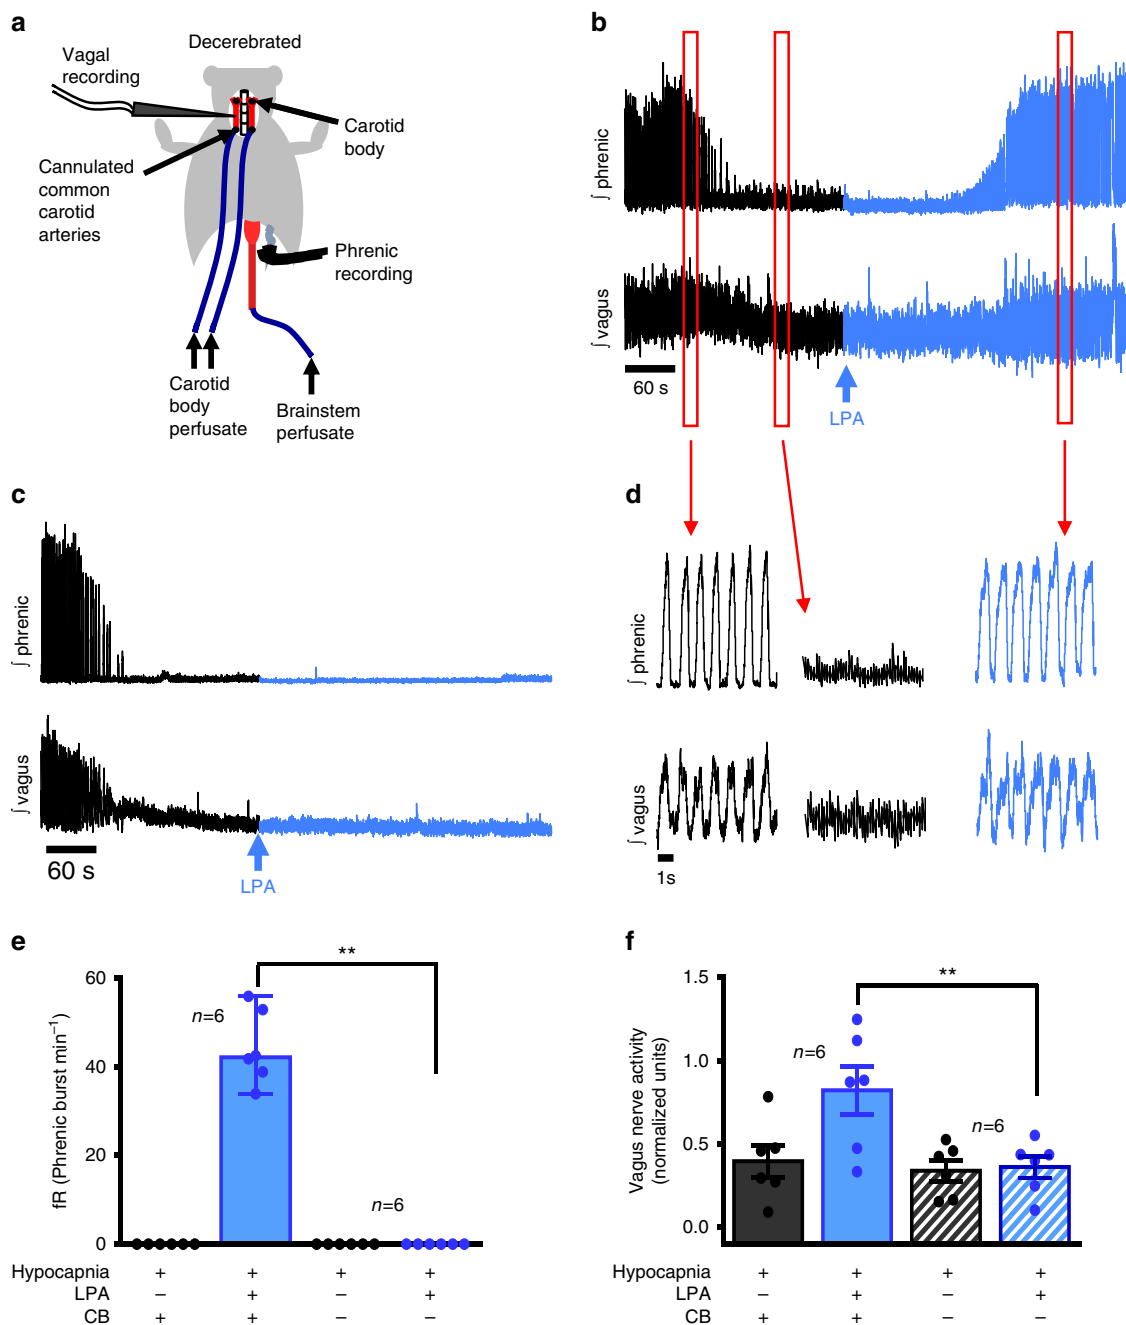 a
Decerebrated
Vagal
recording
Carotid
body
Cannulated
common
carotid
arteries
Phrenic
recording
Carotid
body
perfusate
Brainstem
perfusate
b
∫ phrenic
∫ vagus
60 s
LPA
c
∫ phrenic
∫ vagus
60 s
LPA
d
∫ phrenic
∫ vagus
1s
e
fR (Phrenic burst min⁻¹)
60
40
20
0
n=6
**
n=6
Hypocapnia + + + +
LPA – + – +
CB + + – –
f
Vagus nerve activity
(normalized units)
1.5
1.0
0.5
0.0
n=6
**
n=6
Hypocapnia + + + +
LPA – + – +
CB + + – –